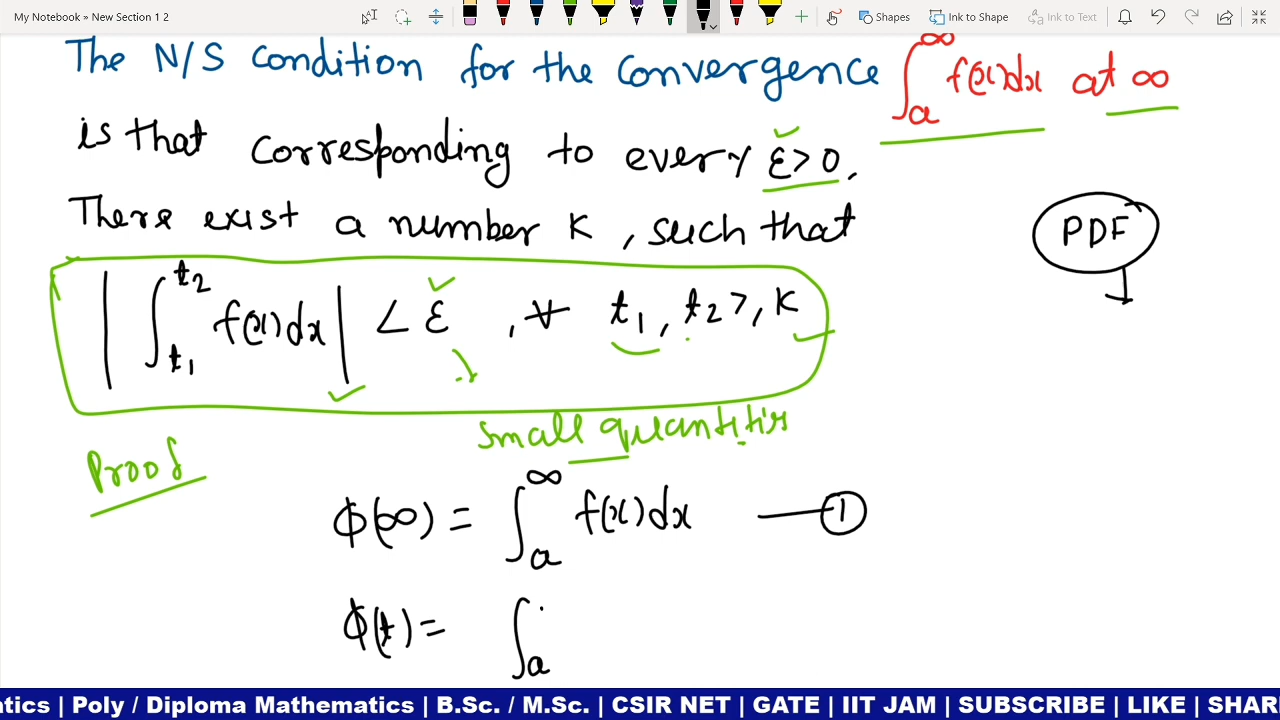 My Notebook » New Section 1 2
Shapes Ink to Shape Ink to Text
The N/S condition for the convergence ∫_a^∞ f(x)dx at ∞
is that corresponding to every ε>0,
There exist a number K, such that
PDF
|∫_{t1}^{t2} f(x)dx| < ε , ∀ t1, t2 ≥, K
small quantitis
Proof
ϕ(∞) = ∫_a^∞ f(x)dx —— ①
ϕ(t) = ∫_a
tics | Poly / Diploma Mathematics | B.Sc. / M.Sc. | CSIR NET | GATE | IIT JAM | SUBSCRIBE | LIKE | SHAR